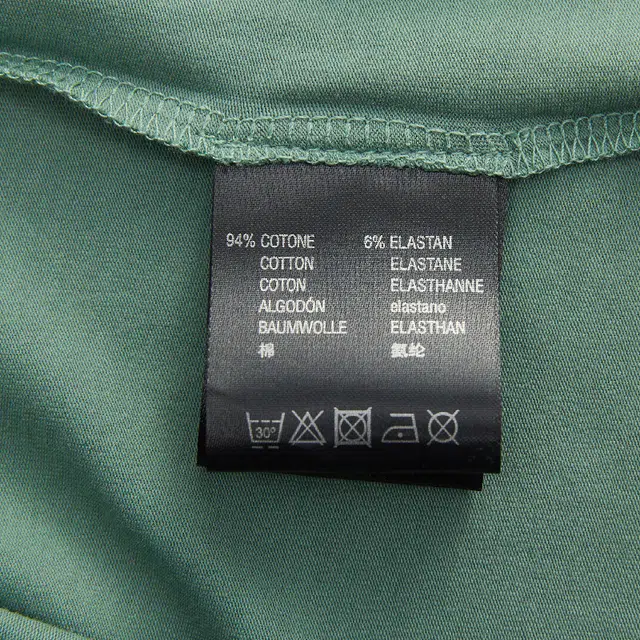 94% COTONE 6% ELASTAN
COTTON ELASTANE
COTON ELASTHANNE
ALGODÓN elastano
BAUMWOLLE ELASTHAN
棉 氨纶
30°